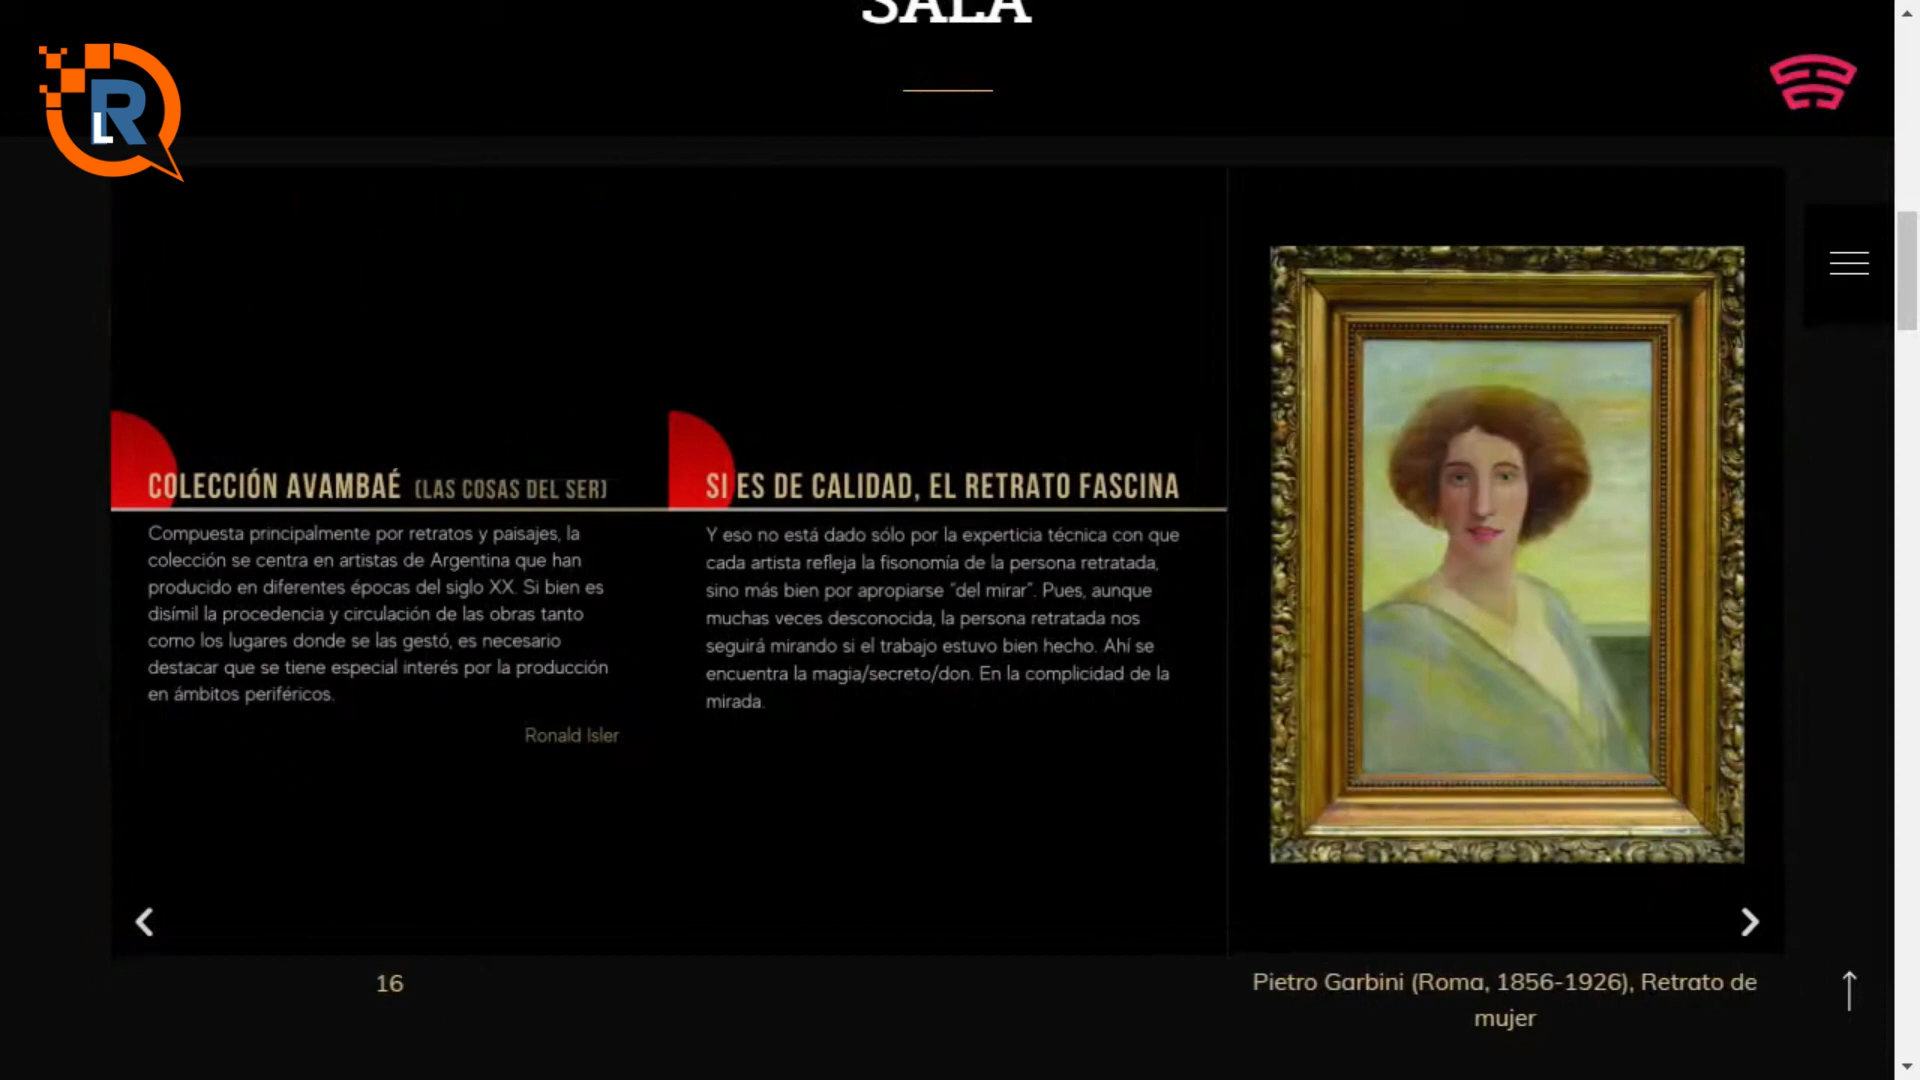 SALA
LR
COLECCIÓN AVAMBAÉ (LAS COSAS DEL SER)
Compuesta principalmente por retratos y paisajes, la
colección se centra en artistas de Argentina que han
producido en diferentes épocas del siglo XX. Si bien es
disímil la procedencia y circulación de las obras tanto
como los lugares donde se las gestó, es necesario
destacar que se tiene especial interés por la producción
en ámbitos periféricos.
Ronald Isler
SI ES DE CALIDAD, EL RETRATO FASCINA
Y eso no está dado sólo por la experticia técnica con que
cada artista refleja la fisonomía de la persona retratada,
sino más bien por apropiarse “del mirar”. Pues, aunque
muchas veces desconocida, la persona retratada nos
seguirá mirando si el trabajo estuvo bien hecho. Ahí se
encuentra la magia/secreto/don. En la complicidad de la
mirada.
16
Pietro Garbini (Roma, 1856-1926), Retrato de
mujer